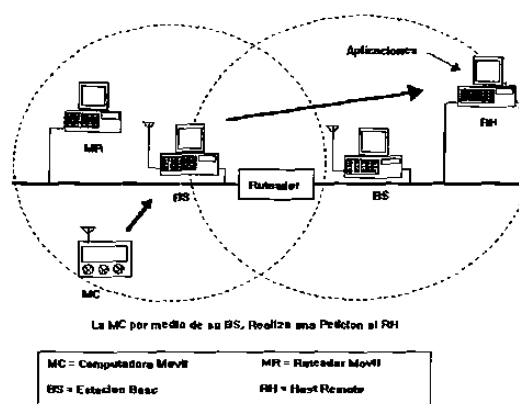 Aplicaciones
RH
MR
BS
Ruteador
BS
MC
La MC por medio de su BS, Realiza una Peticion al RH
MC = Computadora Movil
MR = Ruteador Movil
BS = Estacion Base
RH = Host Remoto